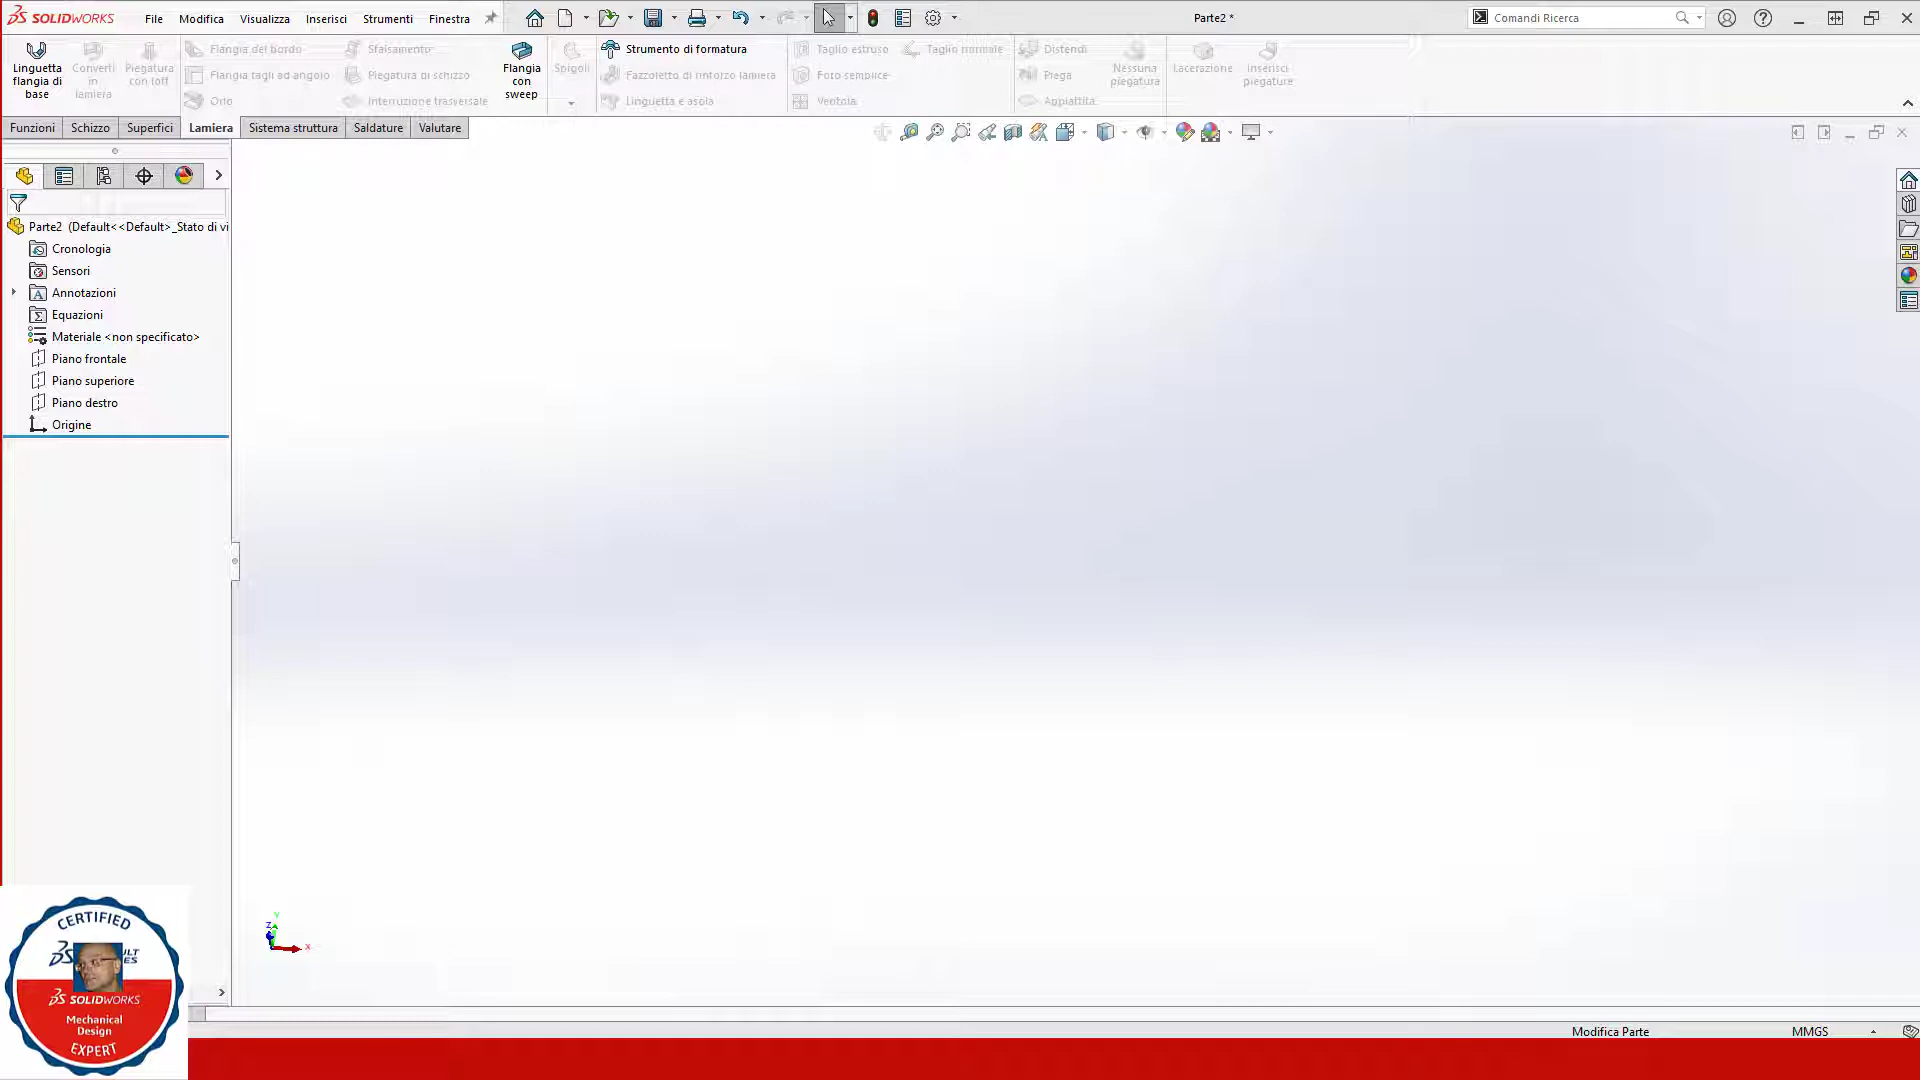 SOLIDWORKS File Modifica Visualizza Inserisci Strumenti Finestra Parte2 * Comandi Ricerca
Linguetta flangia di base
Converti in lamiera
Piegatura con loft
Flangia del bordo
Flangia tagli ad angolo
Orlo
Sfalsamento
Piegatura di schizzo
Interruzione trasversale
Flangia con sweep
Spigoli
Strumento di formatura
Fazzoletto di rinforzo lamiera
Linguetta e asola
Taglio estruso
Foro semplice
Ventola
Taglio normale
Distendi
Piega
Appiattita
Nessuna piegatura
Lacerazione
Inserisci piegature
Funzioni Schizzo Superfici Lamiera Sistema struttura Saldature Valutare
Parte2 (Default<<Default>_Stato di vi
Cronologia
Sensori
Annotazioni
Equazioni
Materiale <non specificato>
Piano frontale
Piano superiore
Piano destro
Origine
Y
Z
X
CERTIFIED
SOLIDWORKS
Mechanical
Design
EXPERT
Modifica Parte MMGS